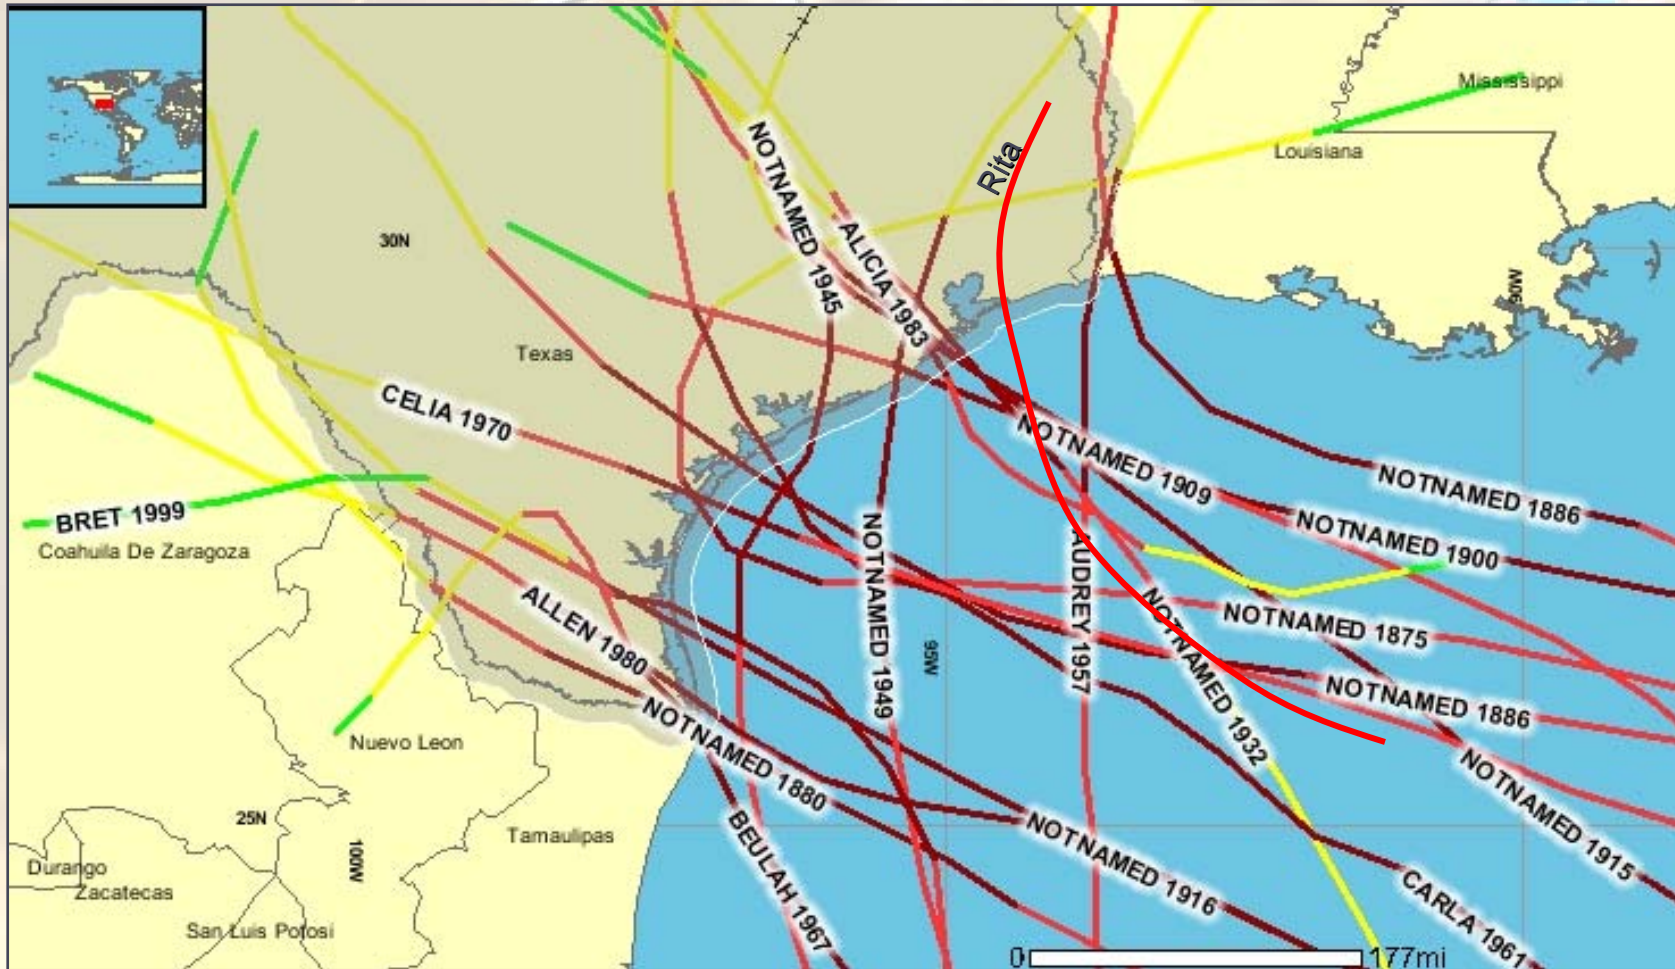 Mississippi
Louisiana
Rita
NOTNAMED 1945
ALICIA 1983
30N
90W
Texas
CELIA 1970
NOTNAMED 1909
NOTNAMED 1886
NOTNAMED 1900
BRET 1999
Coahuila De Zaragoza
AUDREY 1957
NOTNAMED 1949
ALLEN 1980
NOTNAMED 1932
NOTNAMED 1875
95W
NOTNAMED 1886
NOTNAMED 1880
Nuevo Leon
NOTNAMED 1915
25N
Tamaulipas
BEULAH 1967
NOTNAMED 1916
CARLA 1961
100W
Durango
Zacatecas
San Luis Potosi
0 177mi